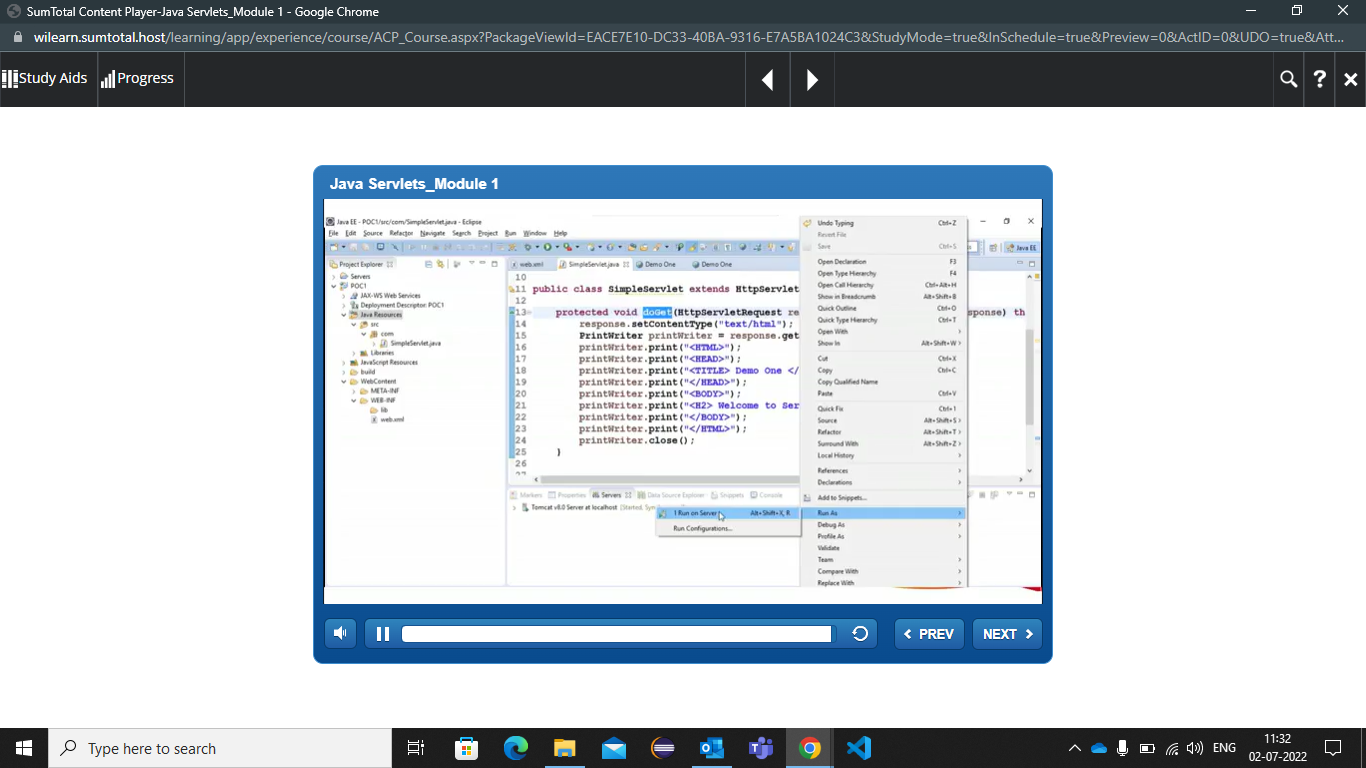 SumTotal Content Player-Java Servlets_Module 1 - Google Chrome
wilearn.sumtotal.host/learning/app/experience/course/ACP_Course.aspx?PackageViewId=EACE7E10-DC33-40BA-9316-E7A5BA1024C3&StudyMode=true&InSchedule=true&Preview=0&ActID=0&UDO=true&Att...
Study Aids Progress
?
Java Servlets_Module 1
Java EE - POC1/src/com/SimpleServlet.java - Eclipse
File Edit Source Refactor Navigate Search Project Run Window Help
Java EE
Project Explorer
Servers
POC1
JAX-WS Web Services
Deployment Descriptor: POC1
Java Resources
src
com
SimpleServlet.java
Libraries
JavaScript Resources
build
WebContent
META-INF
WEB-INF
lib
web.xml
web.xml SimpleServlet.java Demo One Demo One
10
11 public class SimpleServlet extends HttpServlet
12
13 protected void doGet(HttpServletRequest re sponse) th
14 response.setContentType("text/html");
15 PrintWriter printWriter = response.get
16 printWriter.print("<HTML>");
17 printWriter.print("<HEAD>");
18 printWriter.print("<TITLE> Demo One </
19 printWriter.print("</HEAD>");
20 printWriter.print("<BODY>");
21 printWriter.print("<H2> Welcome to Ser
22 printWriter.print("</BODY>");
23 printWriter.print("</HTML>");
24 printWriter.close();
25 }
26
27
Markers Properties Servers Data Source Explorer Snippets Console
Tomcat v8.0 Server at localhost [Started, Syn
1 Run on Server Alt+Shift+X, R
Run Configurations...
Undo Typing Ctrl+Z
Revert File
Save Ctrl+S
Open Declaration F3
Open Type Hierarchy F4
Open Call Hierarchy Ctrl+Alt+H
Show in Breadcrumb Alt+Shift+B
Quick Outline Ctrl+O
Quick Type Hierarchy Ctrl+T
Open With
Show In Alt+Shift+W
Cut Ctrl+X
Copy Ctrl+C
Copy Qualified Name
Paste Ctrl+V
Quick Fix Ctrl+1
Source Alt+Shift+S
Refactor Alt+Shift+T
Surround With Alt+Shift+Z
Local History
References
Declarations
Add to Snippets...
Run As
Debug As
Profile As
Validate
Team
Compare With
Replace With
PREV NEXT
Type here to search
ENG
11:32
02-07-2022